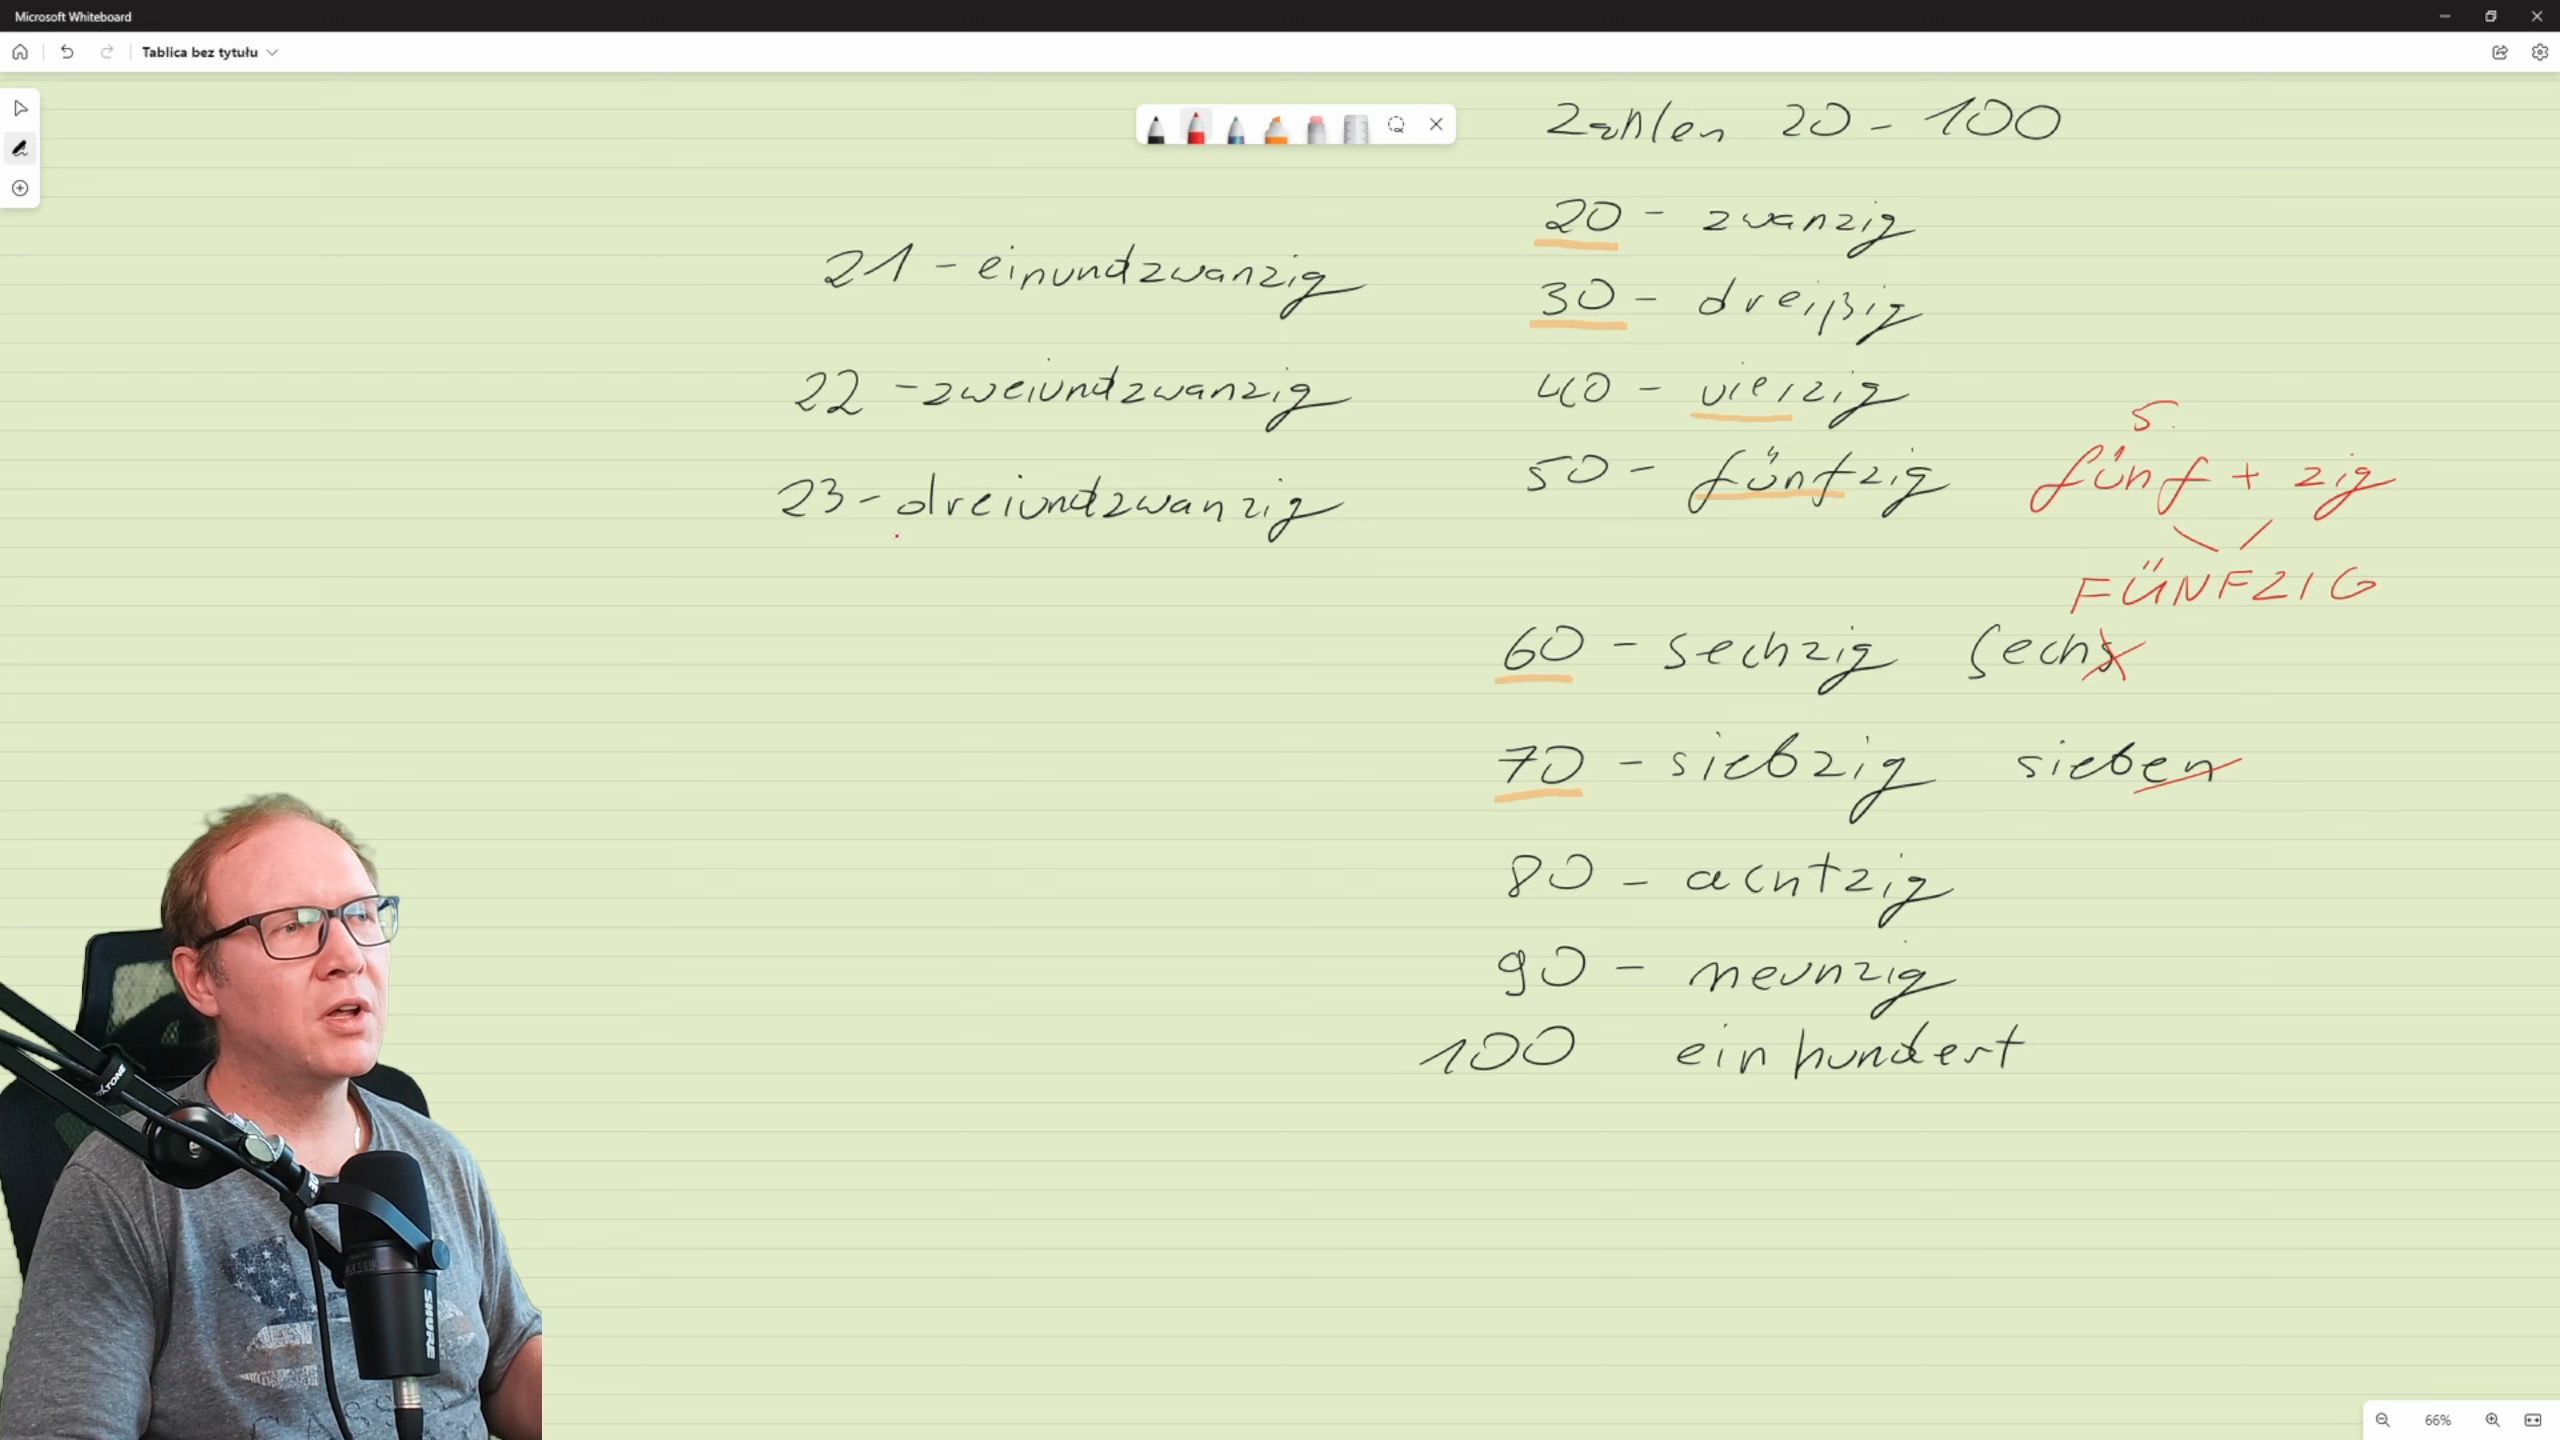 Microsoft Whiteboard
Tablica bez tytułu
Zahlen 20 - 100
20 - zwanzig
21 - einundzwanzig
30 - dreißig
22 - zweiundzwanzig
40 - vierzig
5.
23 - dreiundzwanzig
50 - fünfzig fünf + zig
FÜNFZIG
60 - sechzig sechs
70 - siebzig sieben
80 - achtzig
90 - neunzig
100 einhundert
SHURE
66%